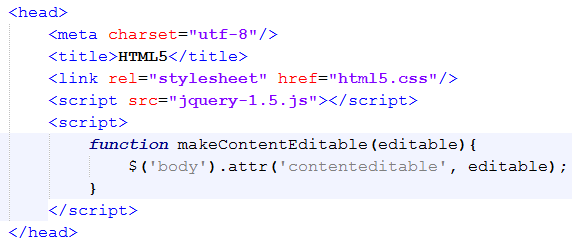 <head>
<meta charset="utf-8"/>
<title>HTML5</title>
<link rel="stylesheet" href="html5.css"/>
<script src="jquery-1.5.js"></script>
<script>
function makeContentEditable(editable){
$('body').attr('contenteditable', editable);
}
</script>
</head>